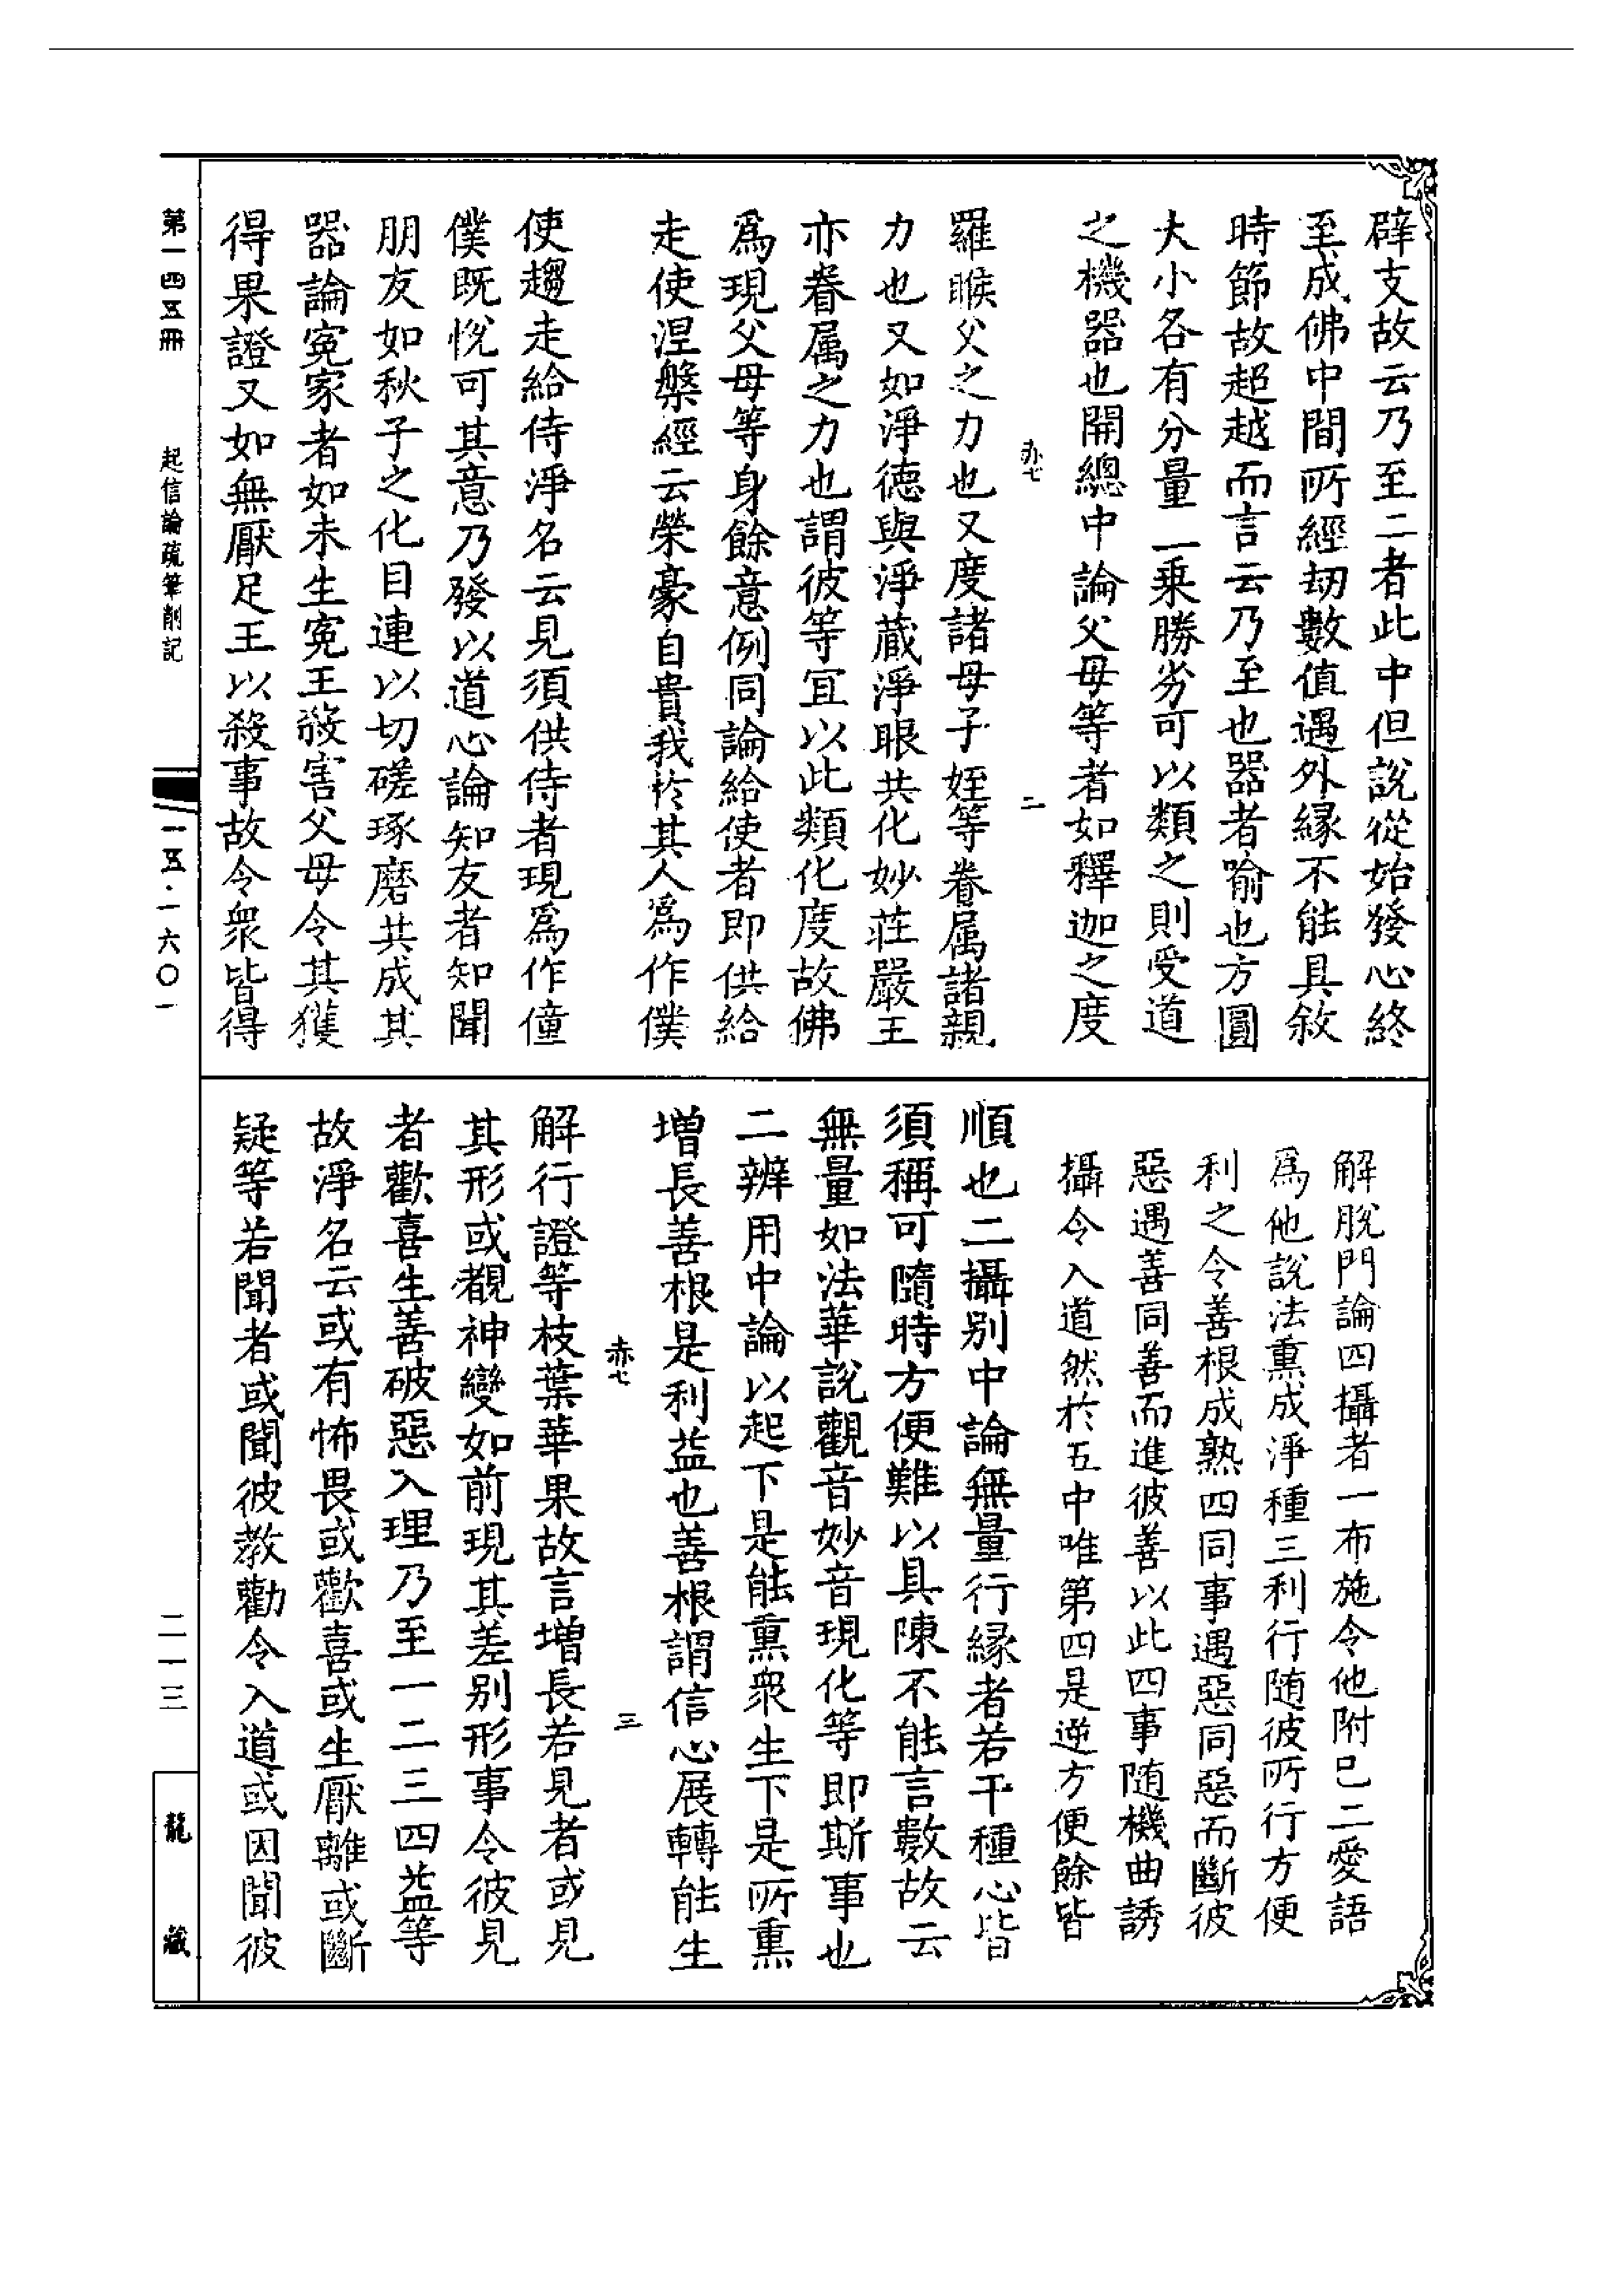 辟支故云乃至二者此中但說從始發心終
至成佛中間所經劫數值遇外緣不能具敘
時節故超越而言云乃至也器者喻也方圓
大小各有分量一乘勝劣可以類之則受道
之機器也開總中論父母等者如釋迦之度
赤七 二
羅睺父之力也又度諸母子姪等眷属諸親
力也又如淨德與淨藏淨眼共化妙莊嚴王
亦眷属之力也謂彼等宜以此類化度故佛
爲現父母等身餘意例同論給使者即供給
走使涅槃經云榮豪自貴我於其人爲作僕
使趨走給侍淨名云見須供侍者現爲作僮
僕既悅可其意乃發以道心論知友者知聞
朋友如秋子之化目連以切磋琢磨共成其
器論冤家者如未生冤王殺害父母令其獲
得果證又如無厭足王以殺事故令衆皆得
解脫門論四攝者一布施令他附已二愛語
爲他說法熏成淨種三利行随彼所行方便
利之令善根成熟四同事遇惡同惡而斷彼
惡遇善同善而進彼善以此四事随機曲誘
攝令入道然於五中唯第四是逆方便餘皆
順也二攝別中論無量行緣者若干種心皆
須稱可隨時方便難以具陳不能言數故云
無量如法華說觀音妙音現化等即斯事也
二辨用中論以起下是能熏衆生下是所熏
增長善根是利益也善根謂信心展轉能生
赤七 三
解行證等枝葉華果故言增長若見者或見
其形或覩神變如前現其差别形事令彼見
者歡喜生善破惡入理乃至一二三四益等
故淨名云或有怖畏或歡喜或生厭離或斷
疑等若聞者或聞彼教勸令入道或因聞彼
第一四五冊 起信論疏筆削記 一五·一六〇一
二一三
龍藏